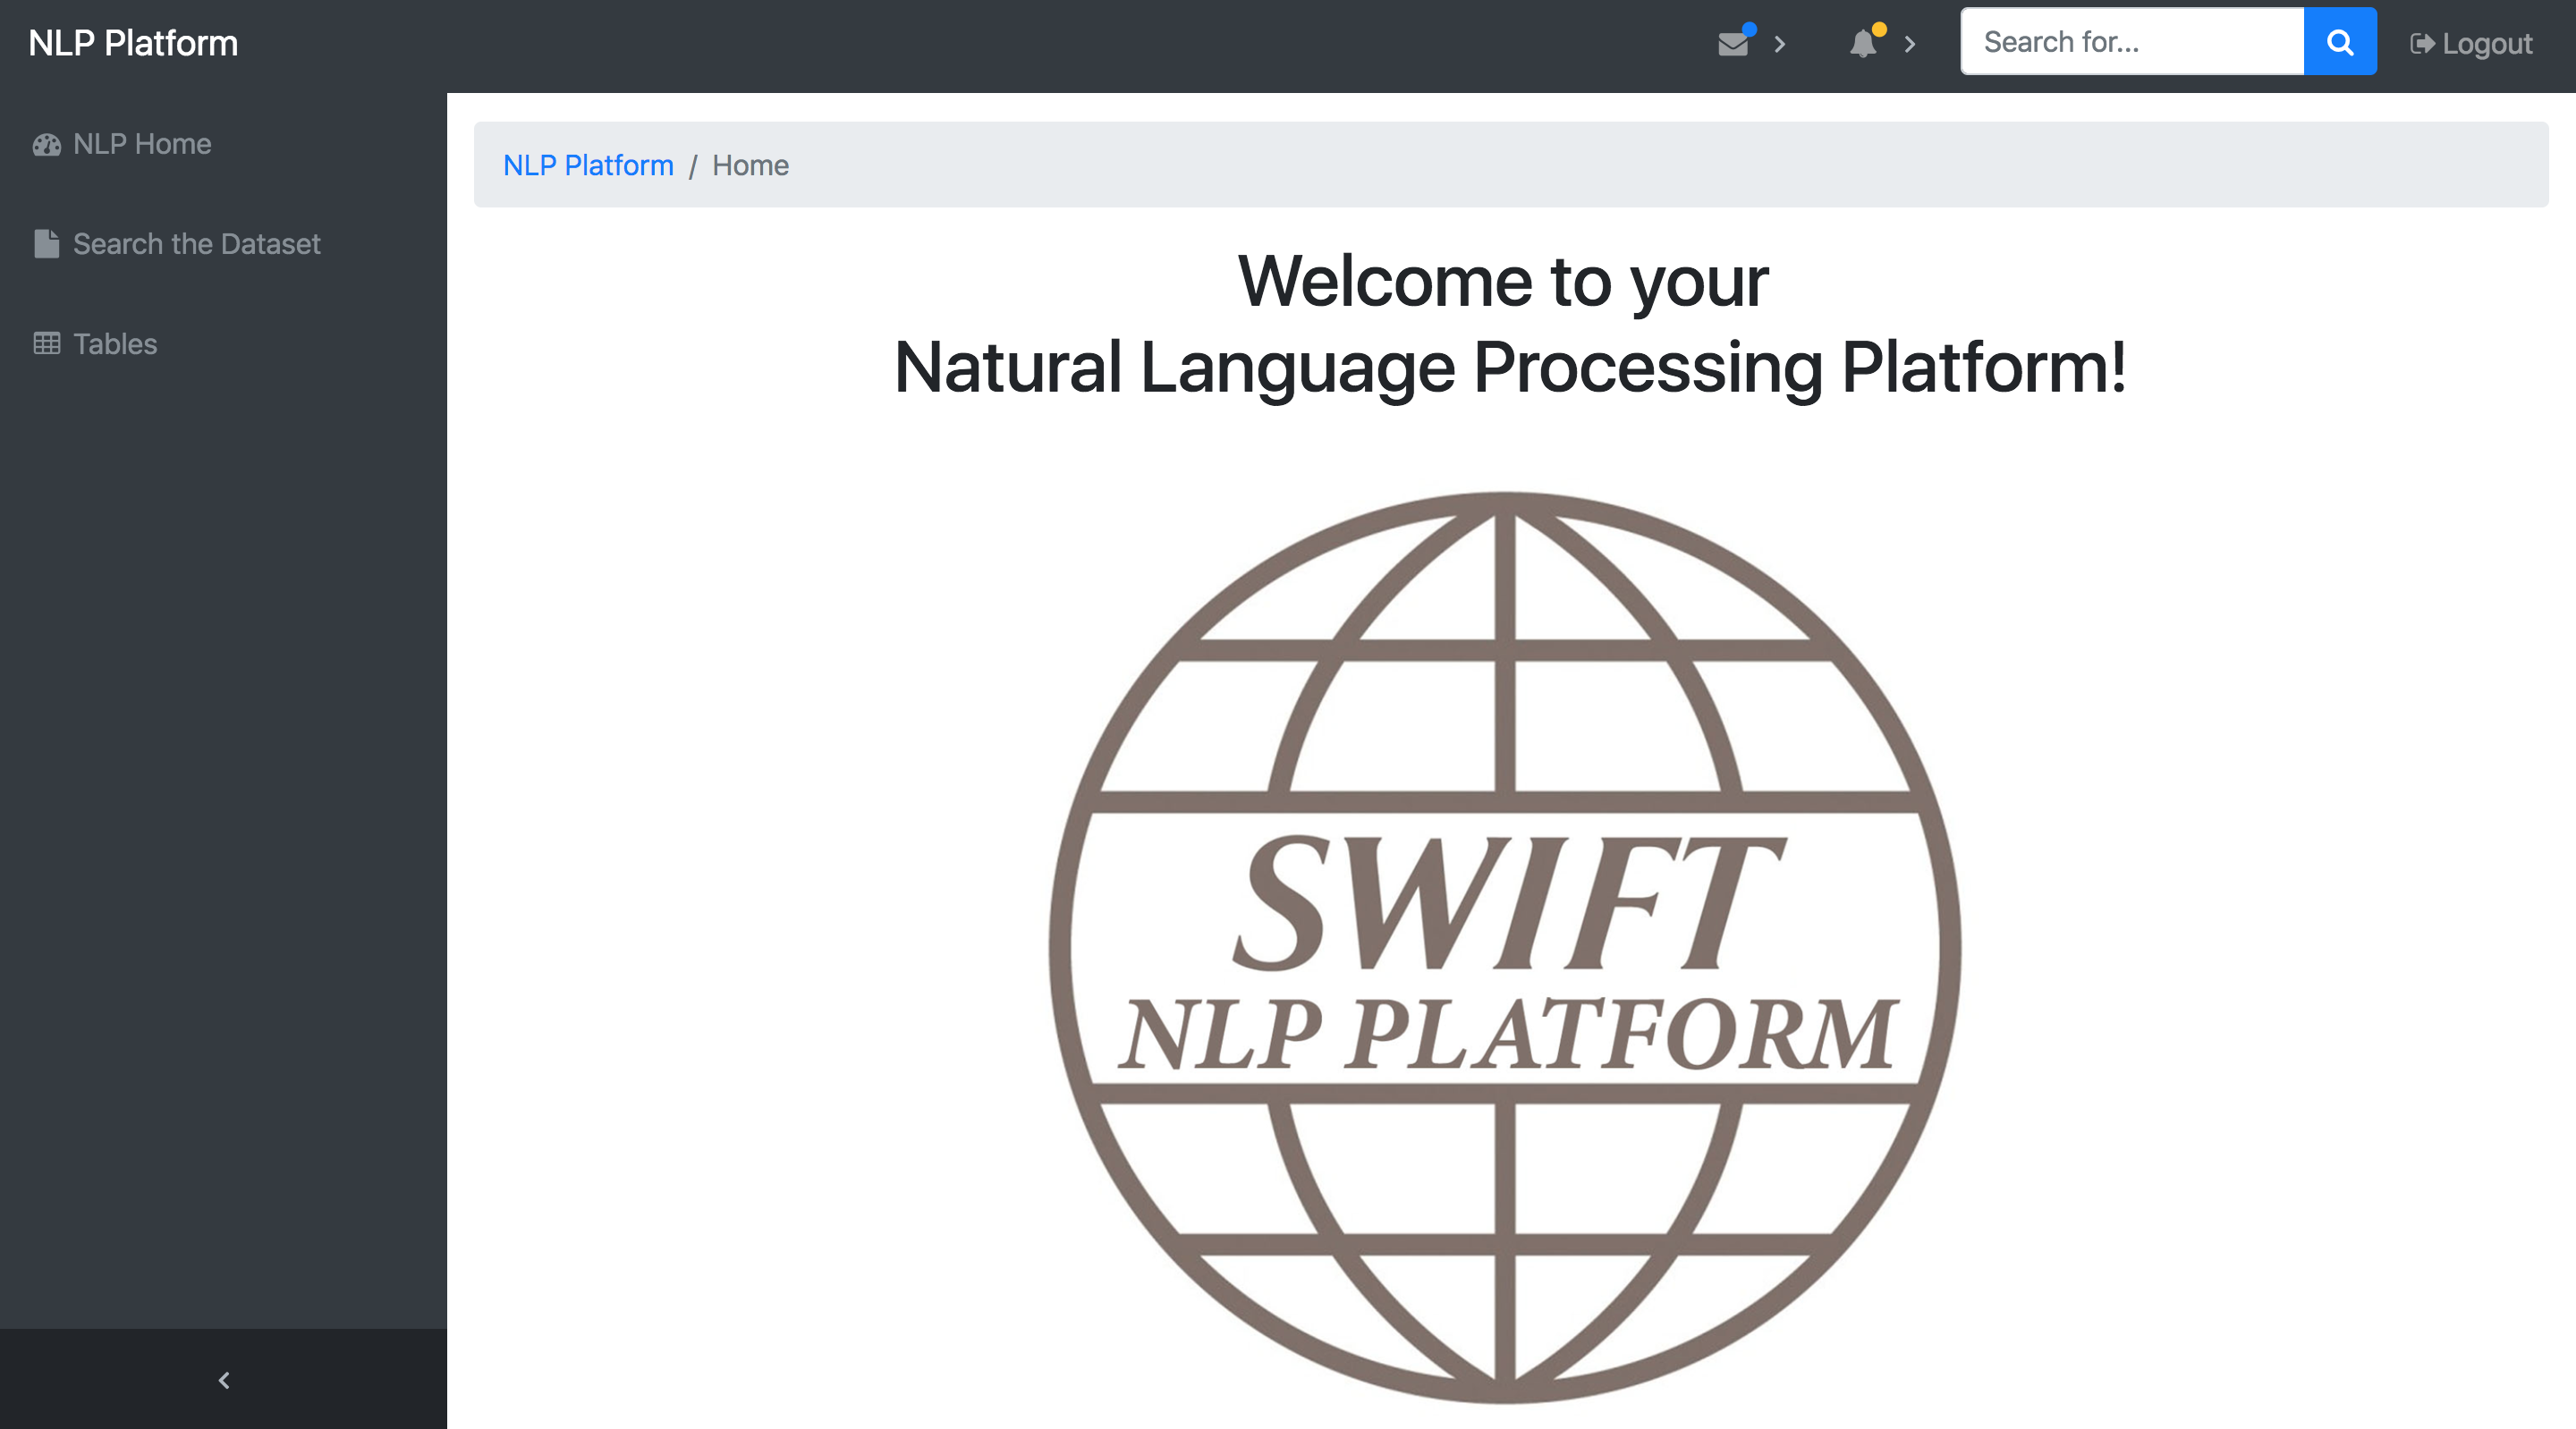 NLP Platform
Search for...
Logout
NLP Home
Search the Dataset
Tables
NLP Platform / Home
Welcome to your
Natural Language Processing Platform!
SWIFT
NLP PLATFORM